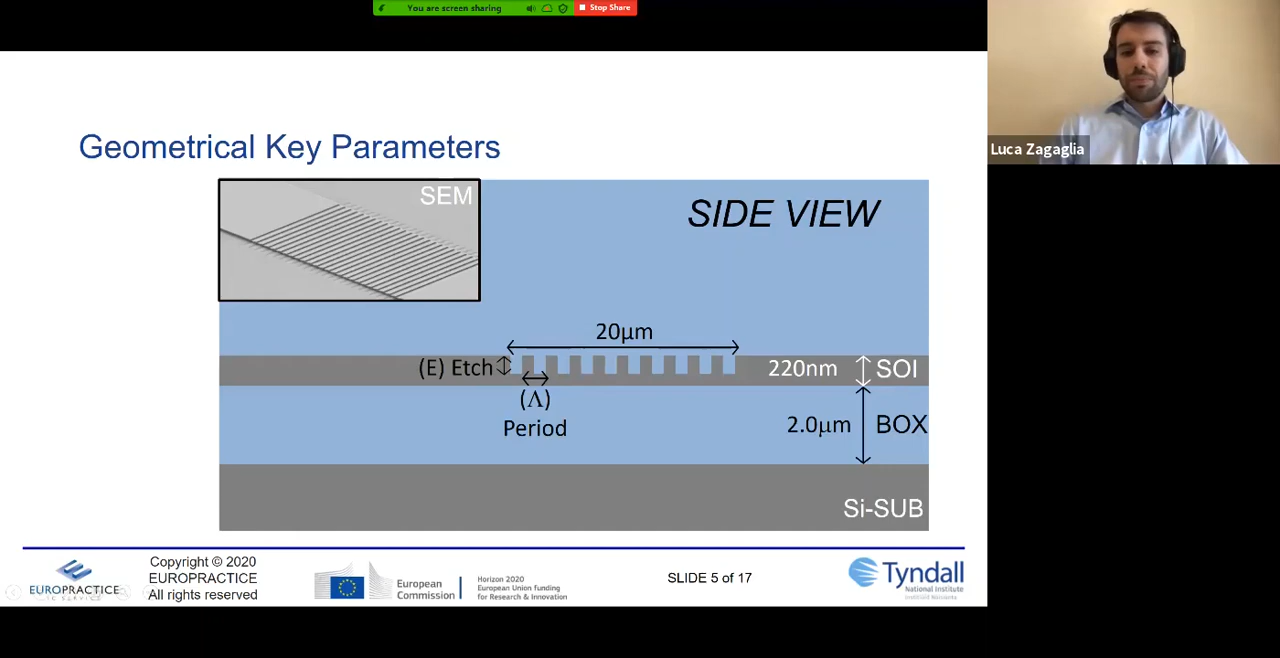 You are screen sharing
Stop Share
Luca Zagaglia
Geometrical Key Parameters
SEM
SIDE VIEW
20μm
(E) Etch
220nm
SOI
(Λ)
Period
2.0μm
BOX
Si-SUB
EUROPRACTICE
IC SERVICE
Copyright © 2020
EUROPRACTICE
All rights reserved
European
Commission
Horizon 2020
European Union funding
for Research & Innovation
SLIDE 5 of 17
Tyndall
National Institute